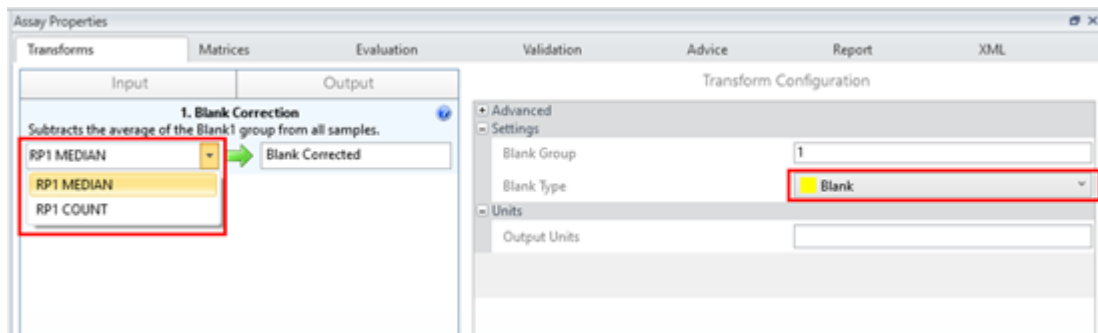 Assay Properties
Transforms Matrices Evaluation Validation Advice Report XML
Input Output
Transform Configuration
1. Blank Correction
Subtracts the average of the Blank1 group from all samples.
RP1 MEDIAN Blank Corrected
RP1 MEDIAN
RP1 COUNT
Advanced
Settings
Blank Group 1
Blank Type Blank
Units
Output Units